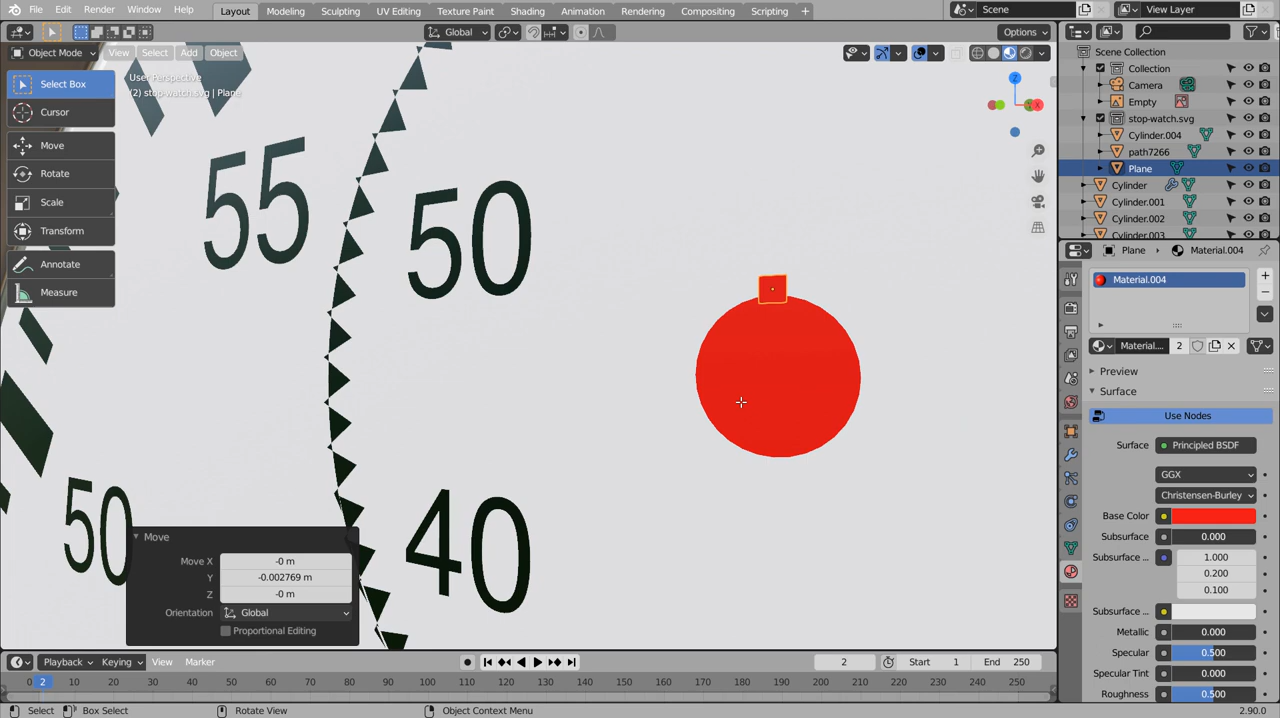 File Edit Render Window Help Layout Modeling Sculpting UV Editing Texture Paint Shading Animation Rendering Compositing Scripting + Scene View Layer
Global Options
Object Mode View Select Add Object
User Perspective
(2) stop-watch.svg | Plane
Select Box
Cursor
Move
Rotate
Scale
Transform
Annotate
Measure
55
50
50
40
Z
Move
Move X -0 m
Y -0.002769 m
Z -0 m
Orientation Global
Proportional Editing
Scene Collection
Collection
Camera
Empty
stop-watch.svg
Cylinder.004
path7266
Plane
Cylinder
Cylinder.001
Cylinder.002
Cylinder.003
Plane Material.004
Material.004
Material.... 2
Preview
Surface
Use Nodes
Surface Principled BSDF
GGX
Christensen-Burley
Base Color
Subsurface 0.000
Subsurface ... 1.000
0.200
0.100
Subsurface ...
Metallic 0.000
Specular 0.500
Specular Tint 0.000
Roughness 0.500
Playback Keying View Marker 2 Start 1 End 250
0 2 10 20 30 40 50 60 70 80 90 100 110 120 130 140 150 160 170 180 190 200 210 220 230 240 250
Select Box Select Rotate View Object Context Menu 2.90.0